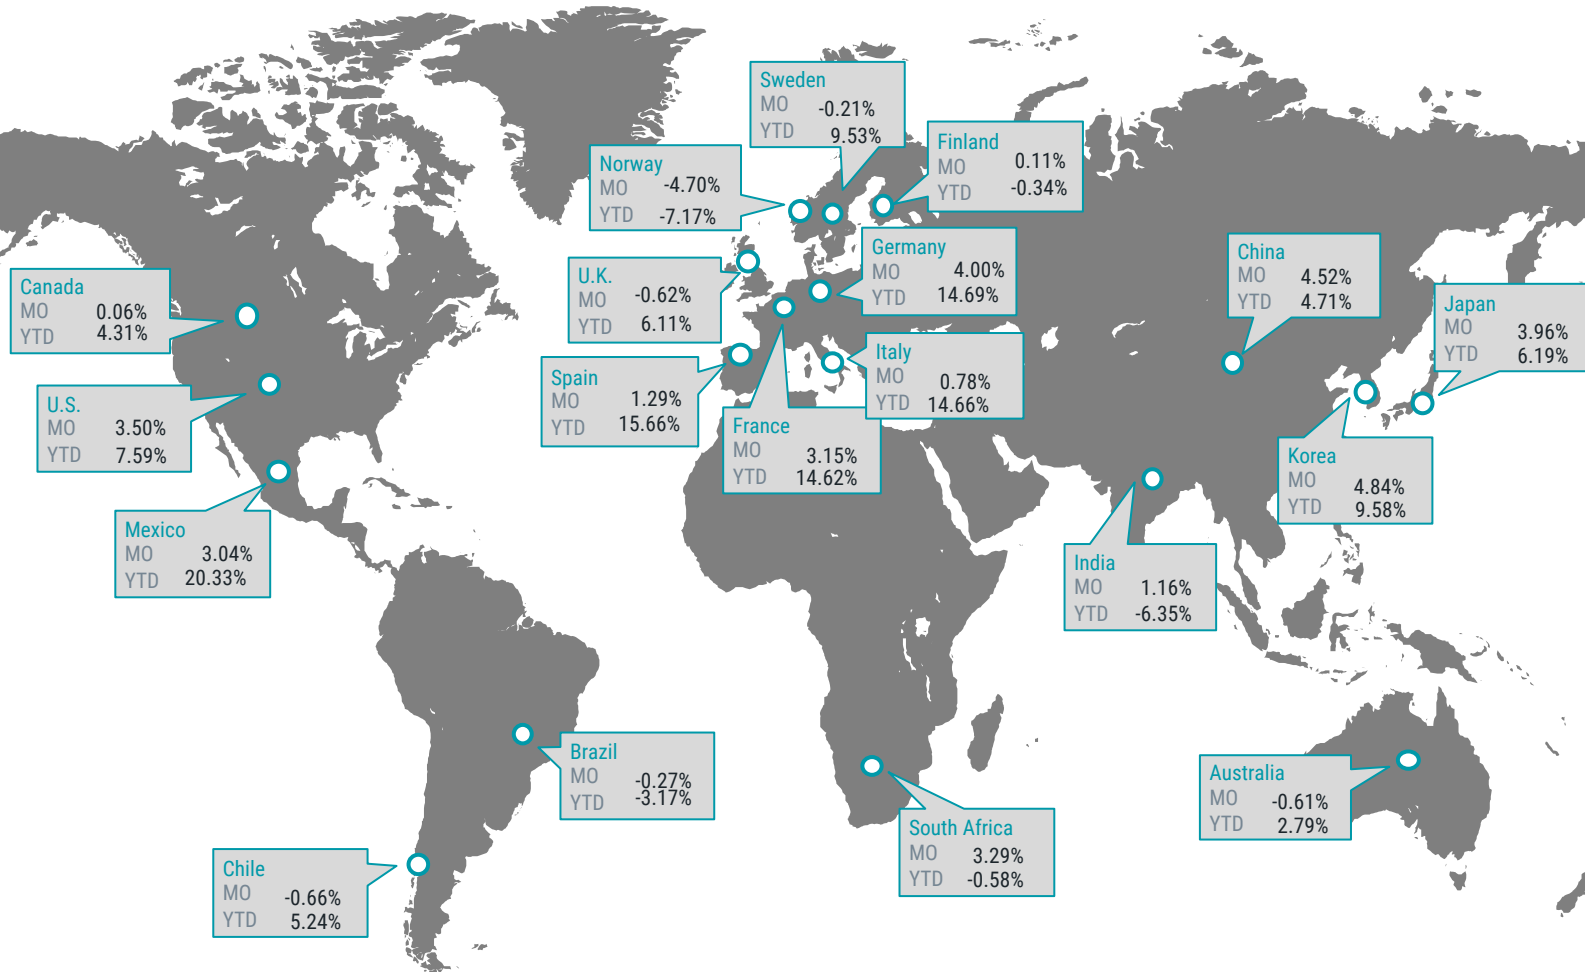 Sweden
MO -0.21%
YTD 9.53%
Finland
MO 0.11%
YTD -0.34%
Norway
MO -4.70%
YTD -7.17%
Germany
MO 4.00%
YTD 14.69%
China
MO 4.52%
YTD 4.71%
U.K.
MO -0.62%
YTD 6.11%
Canada
MO 0.06%
YTD 4.31%
Japan
MO 3.96%
YTD 6.19%
Italy
MO 0.78%
YTD 14.66%
Spain
MO 1.29%
YTD 15.66%
U.S.
MO 3.50%
YTD 7.59%
France
MO 3.15%
YTD 14.62%
Korea
MO 4.84%
YTD 9.58%
Mexico
MO 3.04%
YTD 20.33%
India
MO 1.16%
YTD -6.35%
Brazil
MO -0.27%
YTD -3.17%
Australia
MO -0.61%
YTD 2.79%
South Africa
MO 3.29%
YTD -0.58%
Chile
MO -0.66%
YTD 5.24%